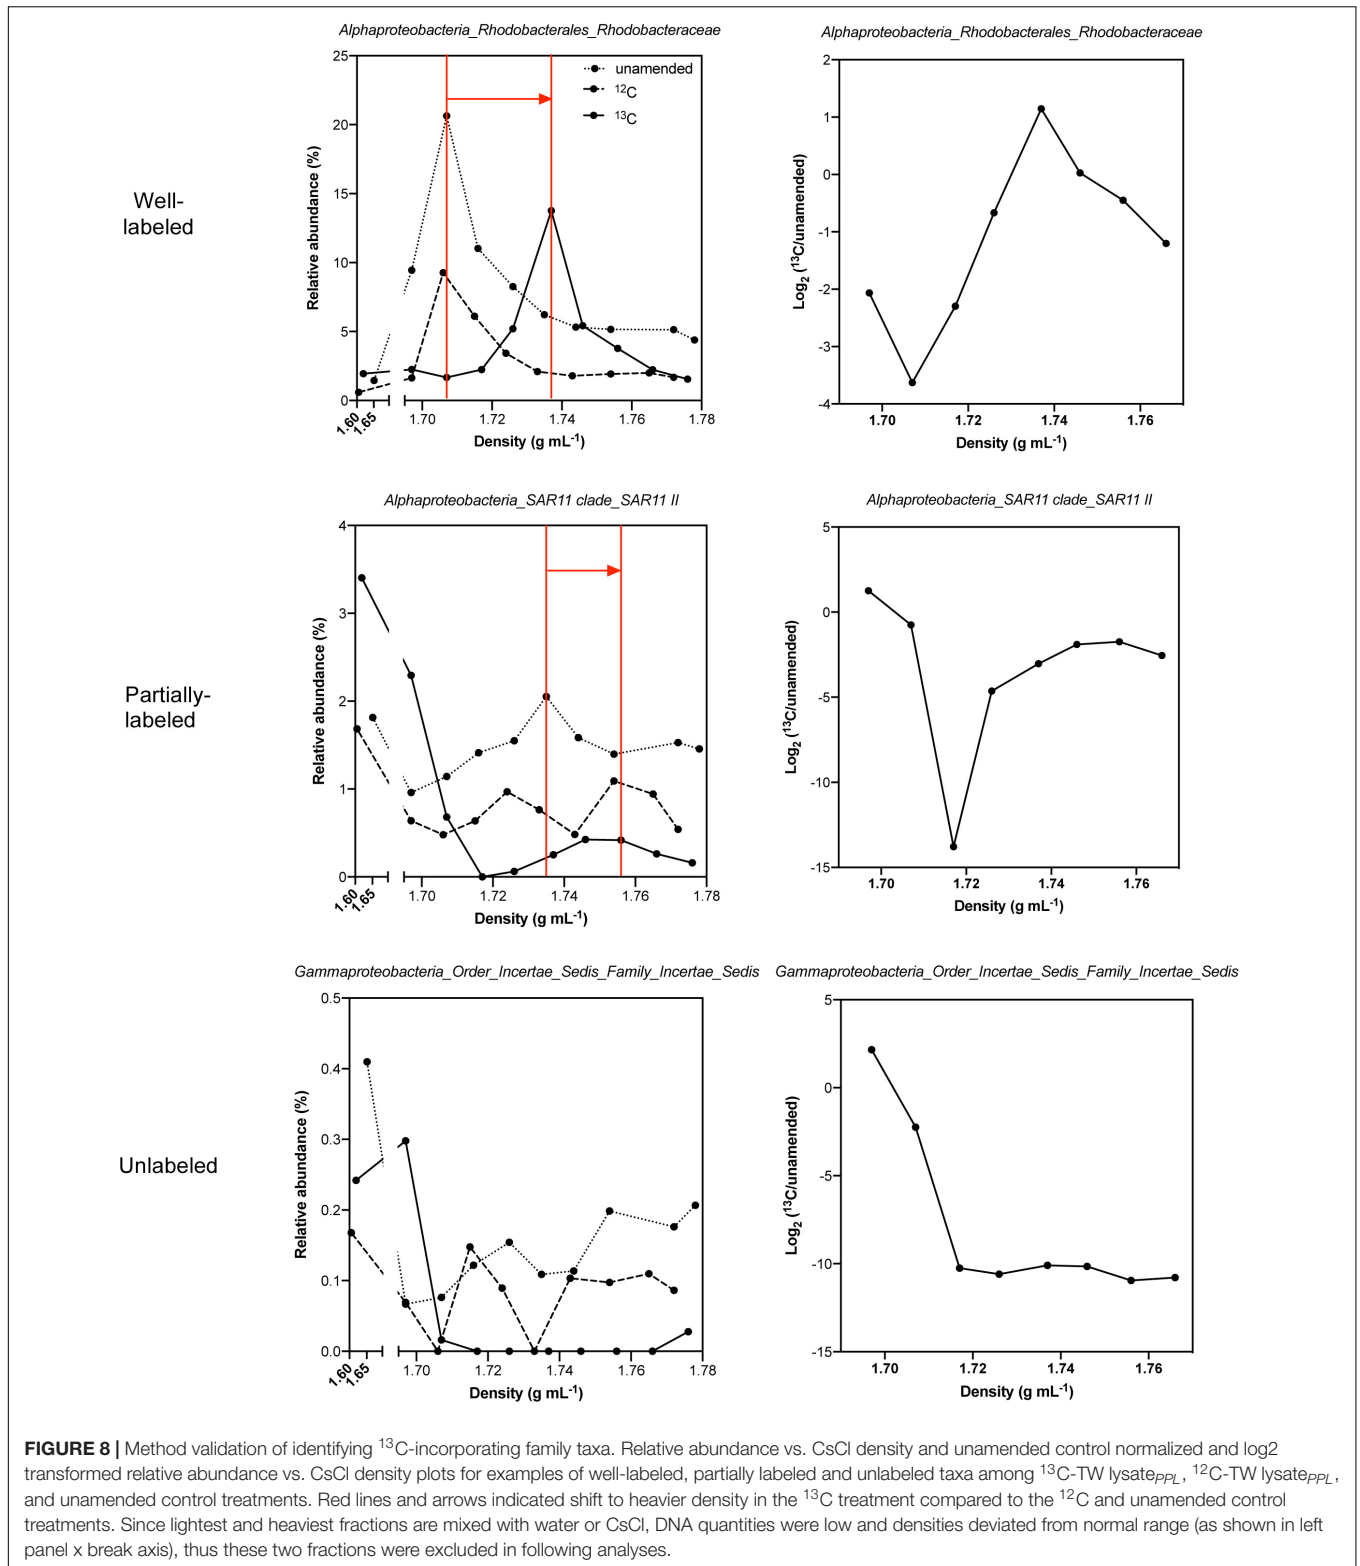 Alphaproteobacteria_Rhodobacterales_Rhodobacteraceae
25
20
15
10
5
0
Relative abundance (%)
unamended
12C
13C
1.60
1.65
1.70
1.72
1.74
1.76
1.78
Density (g mL-1)
Well-
labeled
Alphaproteobacteria_Rhodobacterales_Rhodobacteraceae
2
1
0
-1
-2
-3
-4
Log2 (13C/unamended)
1.70
1.72
1.74
1.76
Density (g mL-1)
Alphaproteobacteria_SAR11 clade_SAR11 II
4
3
2
1
0
Relative abundance (%)
1.60
1.65
1.70
1.72
1.74
1.76
1.78
Density (g mL-1)
Partially-
labeled
Alphaproteobacteria_SAR11 clade_SAR11 II
5
0
-5
-10
-15
Log2 (13C/unamended)
1.70
1.72
1.74
1.76
Density (g mL-1)
Gammaproteobacteria_Order_Incertae_Sedis_Family_Incertae_Sedis
0.5
0.4
0.3
0.2
0.1
0.0
Relative abundance (%)
1.60
1.65
1.70
1.72
1.74
1.76
1.78
Density (g mL-1)
Unlabeled
Gammaproteobacteria_Order_Incertae_Sedis_Family_Incertae_Sedis
5
0
-5
-10
-15
Log2 (13C/unamended)
1.70
1.72
1.74
1.76
Density (g mL-1)
FIGURE 8 | Method validation of identifying 13C-incorporating family taxa. Relative abundance vs. CsCl density and unamended control normalized and log2
transformed relative abundance vs. CsCl density plots for examples of well-labeled, partially labeled and unlabeled taxa among 13C-TW lysatePPL, 12C-TW lysatePPL,
and unamended control treatments. Red lines and arrows indicated shift to heavier density in the 13C treatment compared to the 12C and unamended control
treatments. Since lightest and heaviest fractions are mixed with water or CsCl, DNA quantities were low and densities deviated from normal range (as shown in left
panel x break axis), thus these two fractions were excluded in following analyses.